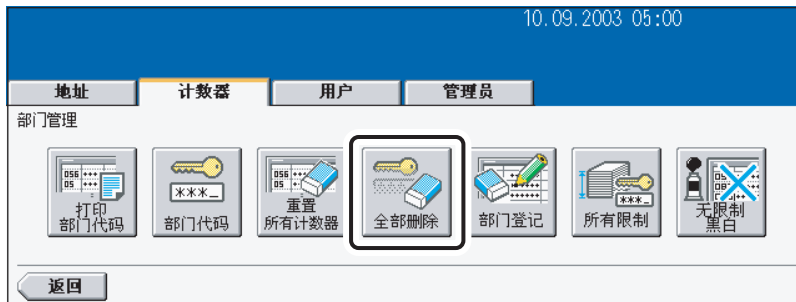 10.09.2003 05:00
地址 计数器 用户 管理员
部门管理
打印
部门代码
***_
部门代码
重置
所有计数器
全部删除
部门登记
***_
所有限制
无限制
黑白
返回